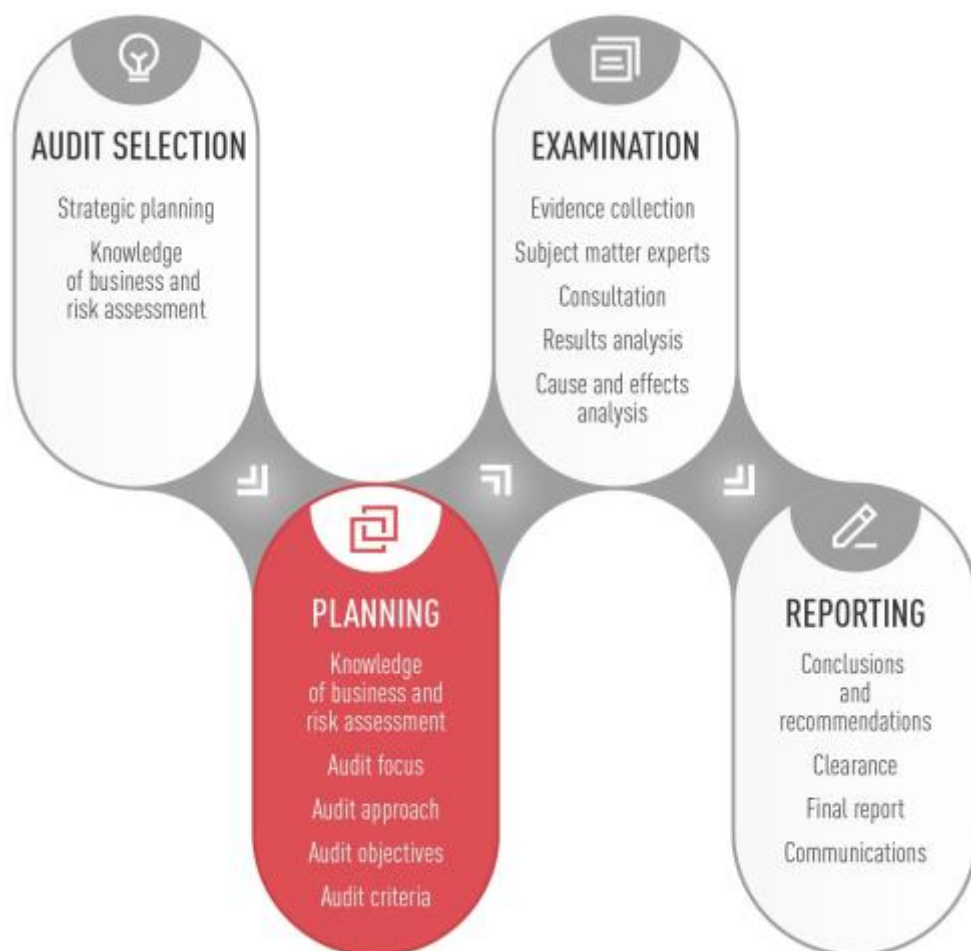 AUDIT SELECTION
Strategic planning
Knowledge
of business and
risk assessment
PLANNING
Knowledge
of business and
risk assessment
Audit focus
Audit approach
Audit objectives
Audit criteria
EXAMINATION
Evidence collection
Subject matter experts
Consultation
Results analysis
Cause and effects
analysis
REPORTING
Conclusions
and
recommendations
Clearance
Final report
Communications